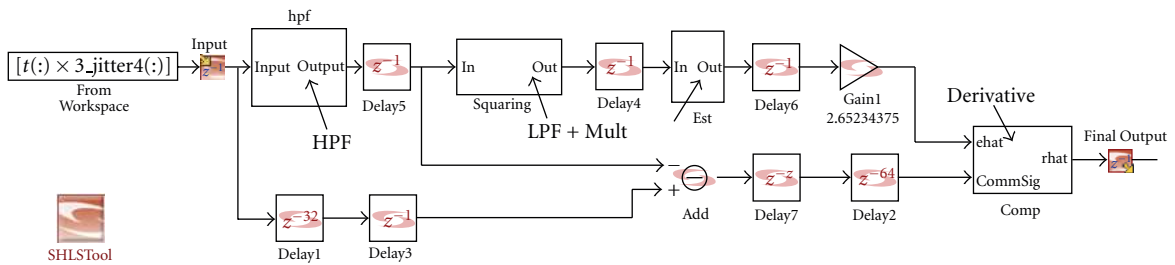 hpf
Input
[t(:) × 3_jitter4(:)]
z−1
Input Output
z−1
In Out
z−1
In Out
z−1
From
Workspace
Delay5
Squaring
Delay4
Est
Delay6
Gain1
2.65234375
HPF
LPF + Mult
Derivative
ehat
rhat
CommSig
Comp
Final Output
−
+
Add
z−z
Delay7
z−64
Delay2
z−32
Delay1
z−1
Delay3
SHLSTool